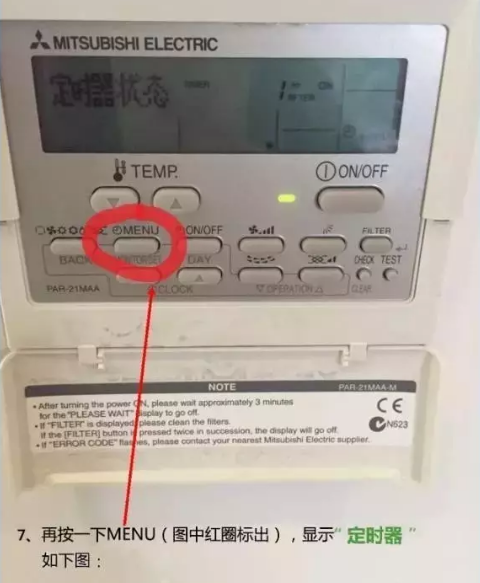 MITSUBISHI ELECTRIC
定时器状态
ON
TEMP.
ON/OFF
MENU
ON/OFF
FILTER
BACK
DAY
CHECK TEST
PAR-21MAA
CLOCK
OPERATION
CLEAR
NOTE
PAR-21MAA-M
• After turning the power ON, please wait approximately 3 minutes
for the "PLEASE WAIT" display to go off.
• If "FILTER" is displayed, please clean the filters.
If the [FILTER] button is pressed twice in succession, the display will go off.
• If "ERROR CODE" flashes, please contact your nearest Mitsubishi Electric supplier.
CE
N623
7、再按一下MENU（图中红圈标出），显示“ 定时器 ”
如下图：